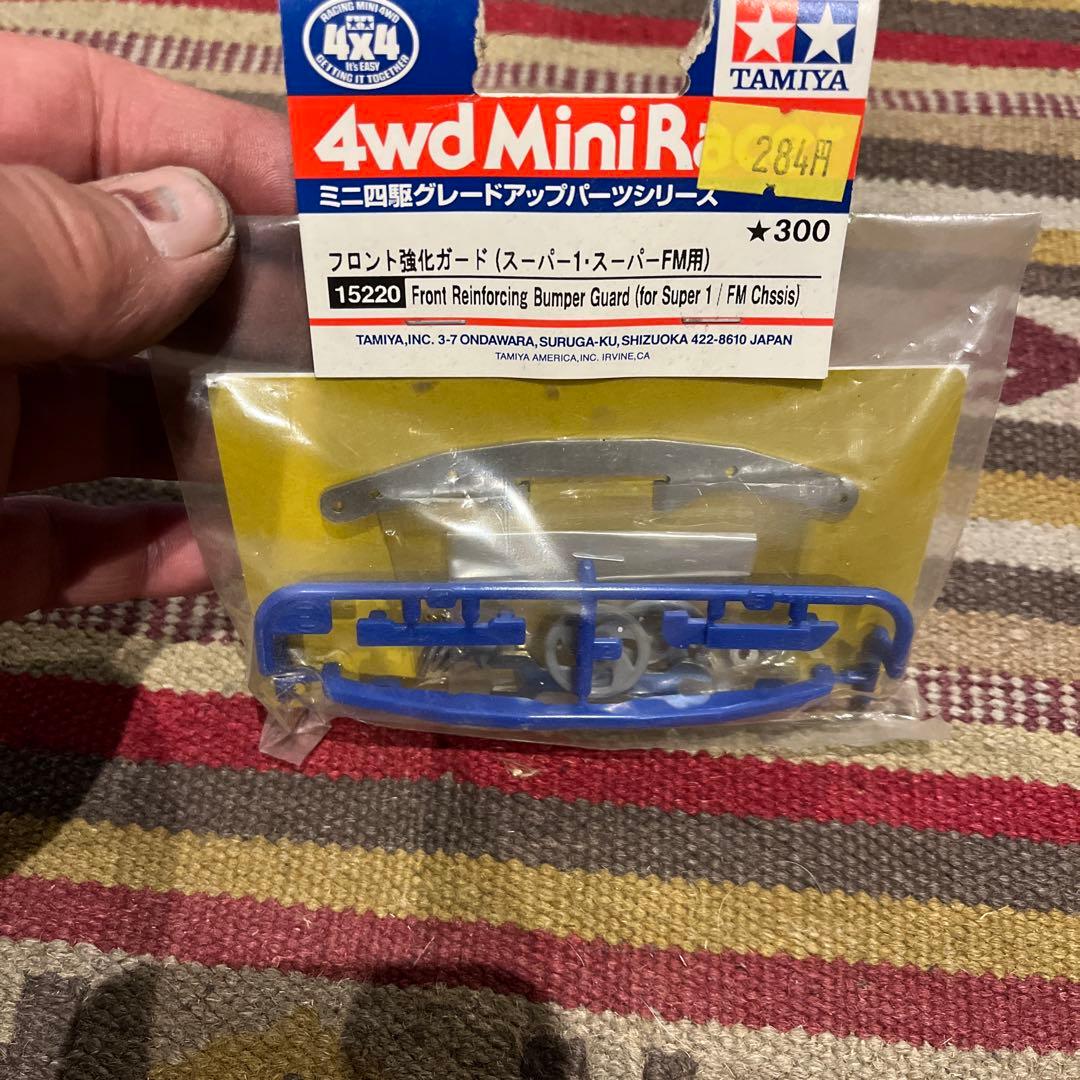 RACING MINI 4WD
4x4
It's EASY
GETTING IT TOGETHER
TAMIYA
4wd Mini Racer
284円
ミニ四駆グレードアップパーツシリーズ
★300
フロント強化ガード (スーパー1・スーパーFM用)
15220 Front Reinforcing Bumper Guard (for Super 1 / FM Chssis)
TAMIYA,INC. 3-7 ONDAWARA, SURUGA-KU, SHIZUOKA 422-8610 JAPAN
TAMIYA AMERICA,INC. IRVINE,CA